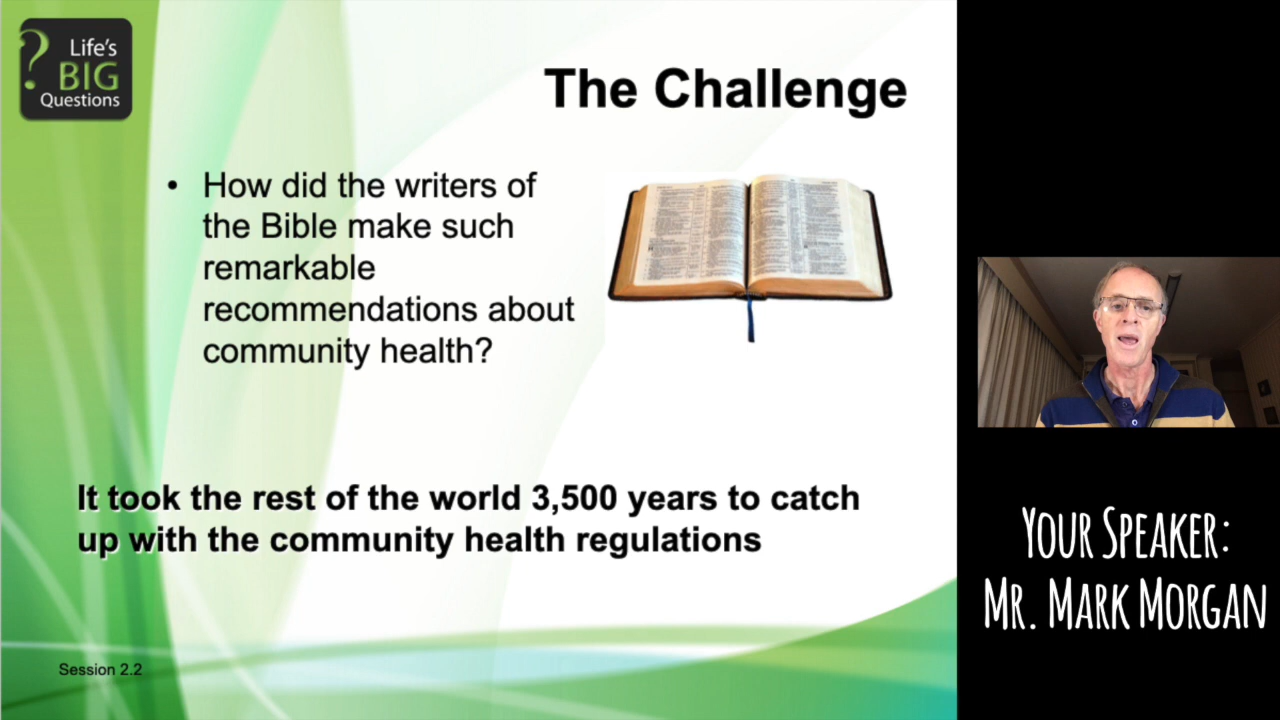 ?
Life's
BIG
Questions
The Challenge
• How did the writers of
the Bible make such
remarkable
recommendations about
community health?
It took the rest of the world 3,500 years to catch
up with the community health regulations
Session 2.2
Your Speaker:
Mr. Mark Morgan